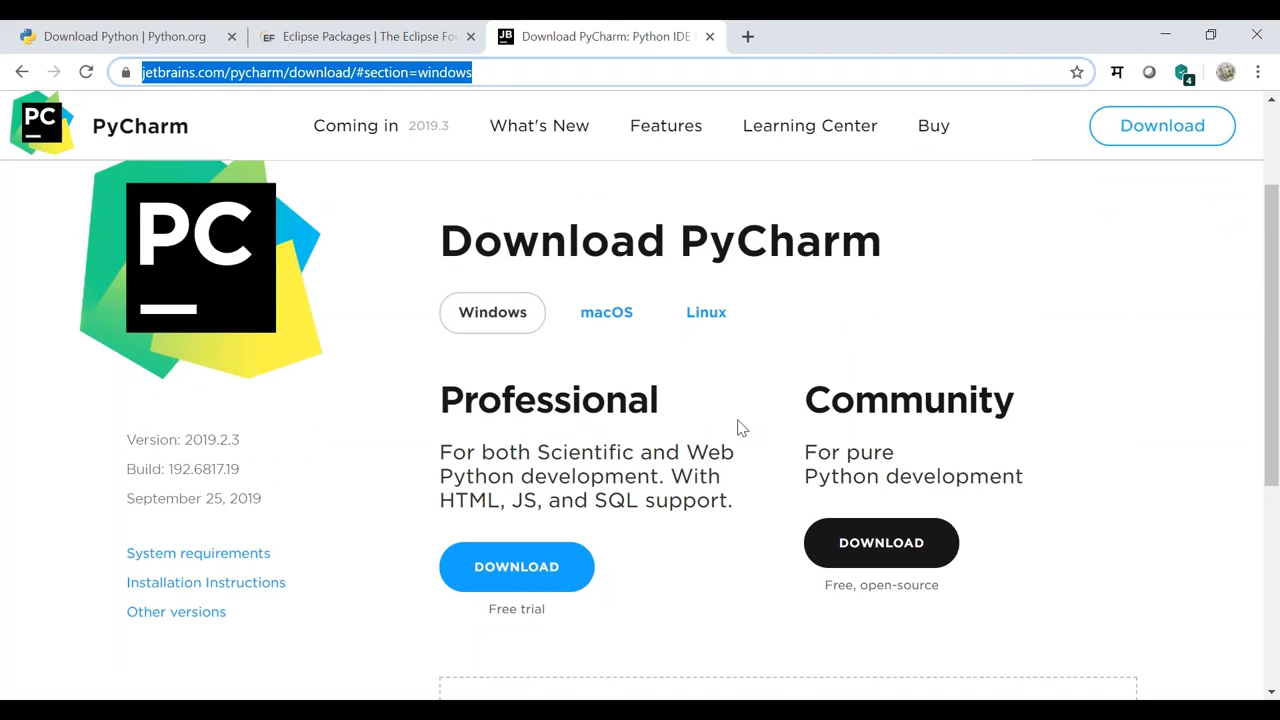 Download Python | Python.org
EF Eclipse Packages | The Eclipse Fou
JB Download PyCharm: Python IDE
jetbrains.com/pycharm/download/#section=windows
म
4
PC PyCharm
Coming in 2019.3
What's New
Features
Learning Center
Buy
Download
PC
Download PyCharm
Windows
macOS
Linux
Professional
For both Scientific and Web
Python development. With
HTML, JS, and SQL support.
DOWNLOAD
Free trial
Community
For pure
Python development
DOWNLOAD
Free, open-source
Version: 2019.2.3
Build: 192.6817.19
September 25, 2019
System requirements
Installation Instructions
Other versions